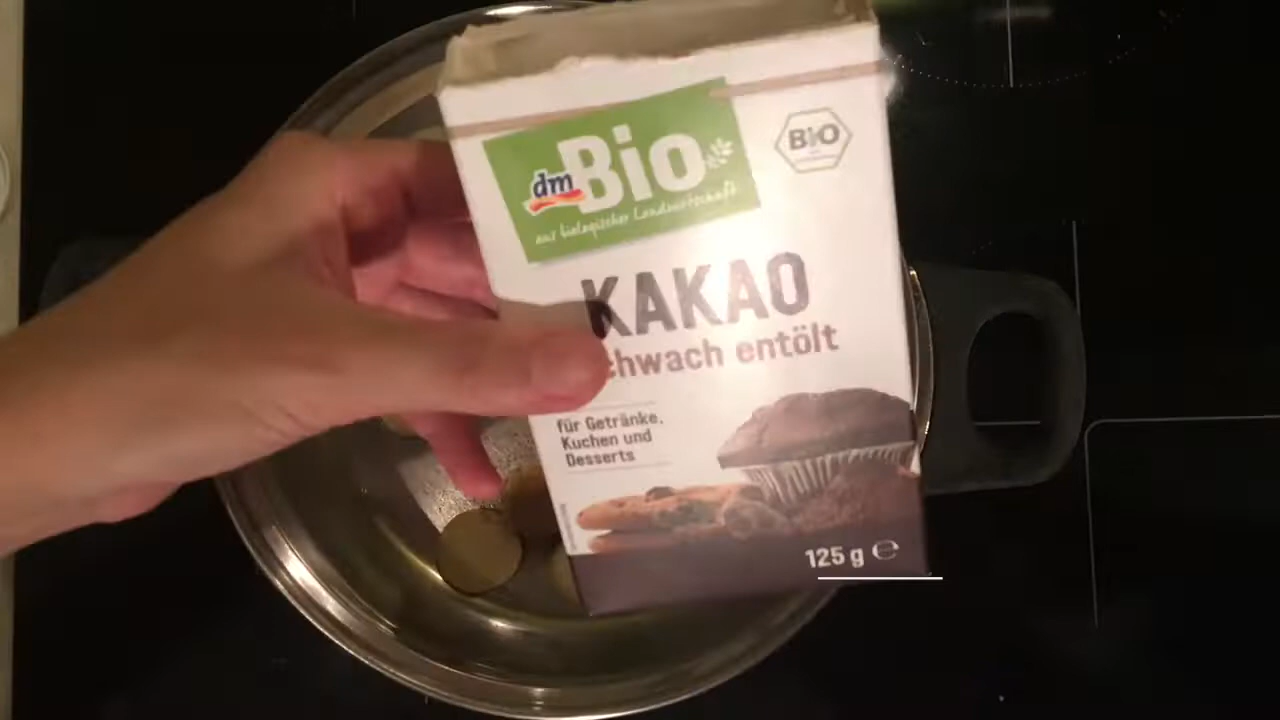 dm Bio
aus biologischer Landwirtschaft
BIO
KAKAO
chwach entölt
für Getränke,
Kuchen und
Desserts
125 g ℮